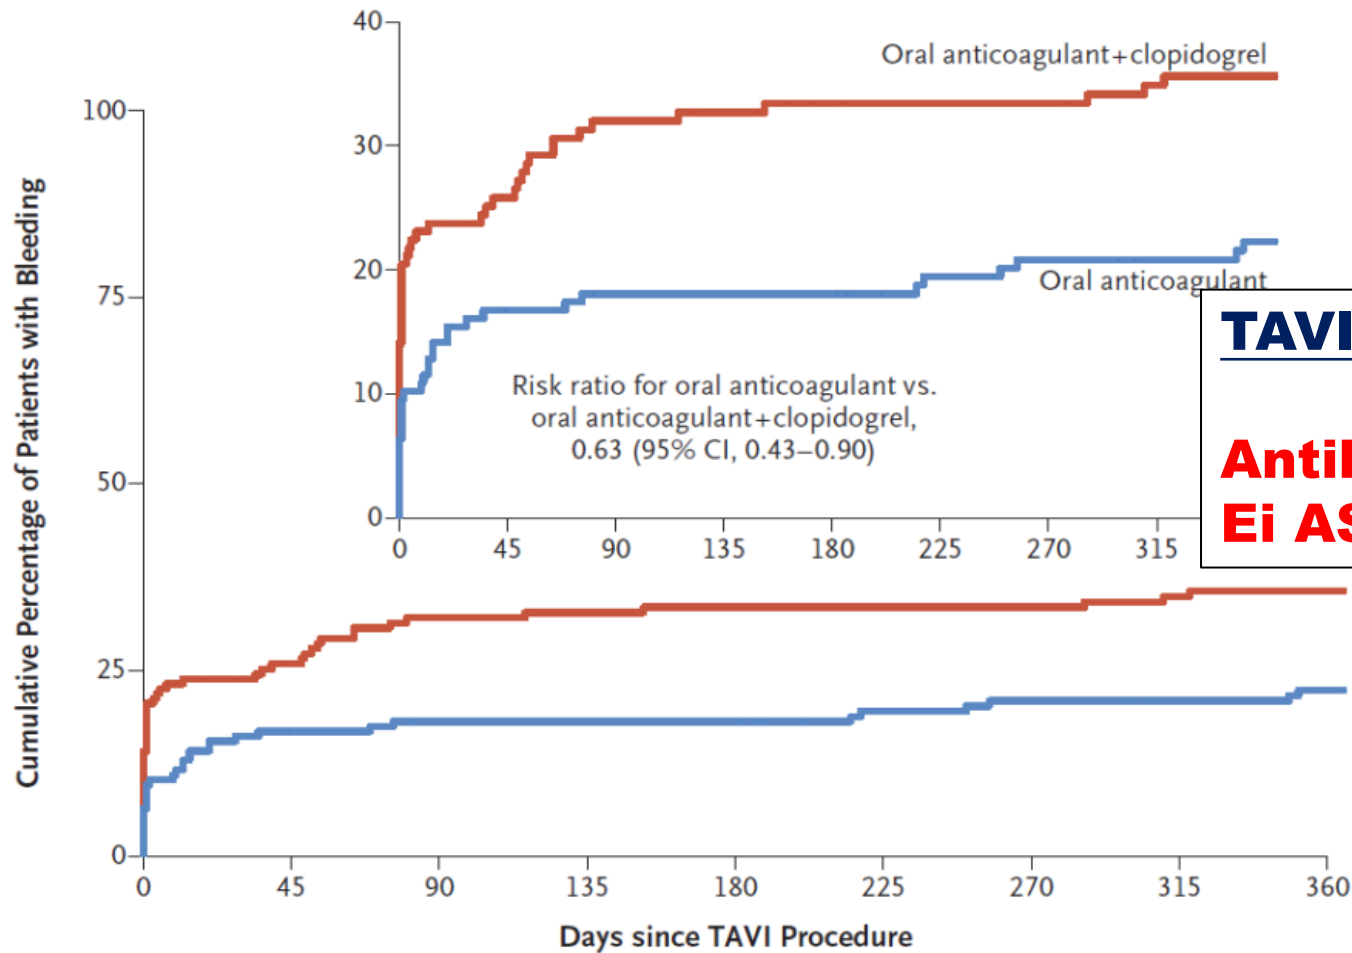 40
Oral anticoagulant+clopidogrel
100
30
75
20
Oral anticoagulant
10
Risk ratio for oral anticoagulant vs.
oral anticoagulant+clopidogrel,
0.63 (95% CI, 0.43–0.90)
50
0
0 45 90 135 180 225 270 315
Ei
25
0
0 45 90 135 180 225 270 315 360
Days since TAVI Procedure
Cumulative Percentage of Patients with Bleeding